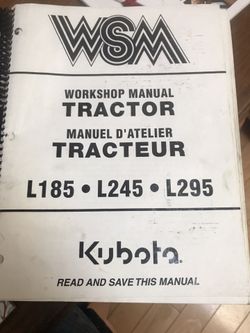 WSM
WORKSHOP MANUAL
TRACTOR
MANUEL D'ATELIER
TRACTEUR
L185 • L245 • L295
Kubota
READ AND SAVE THIS MANUAL